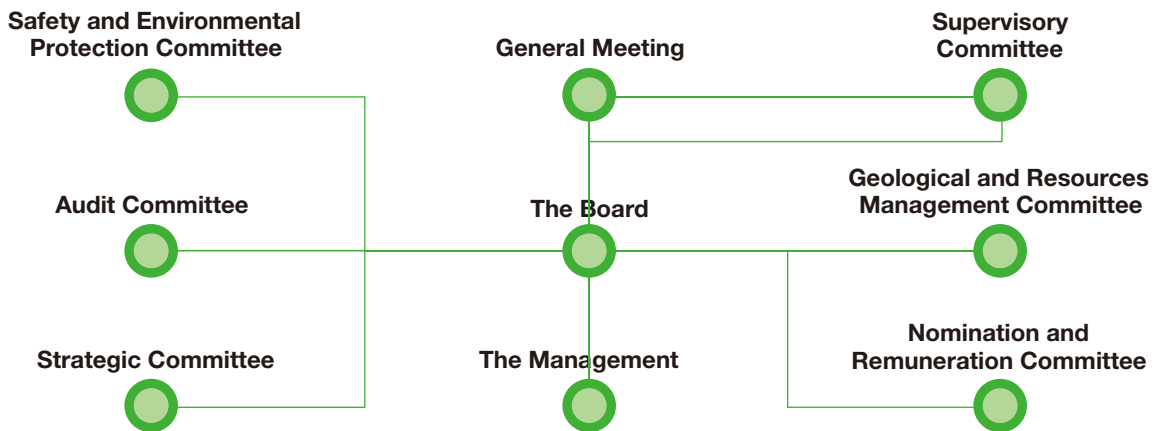 Safety and Environmental
Protection Committee
General Meeting
Supervisory
Committee
Audit Committee
The Board
Geological and Resources
Management Committee
Strategic Committee
The Management
Nomination and
Remuneration Committee